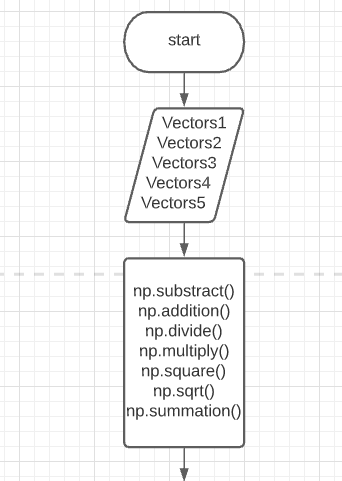 start
Vectors1
Vectors2
Vectors3
Vectors4
Vectors5
np.substract()
np.addition()
np.divide()
np.multiply()
np.square()
np.sqrt()
np.summation()